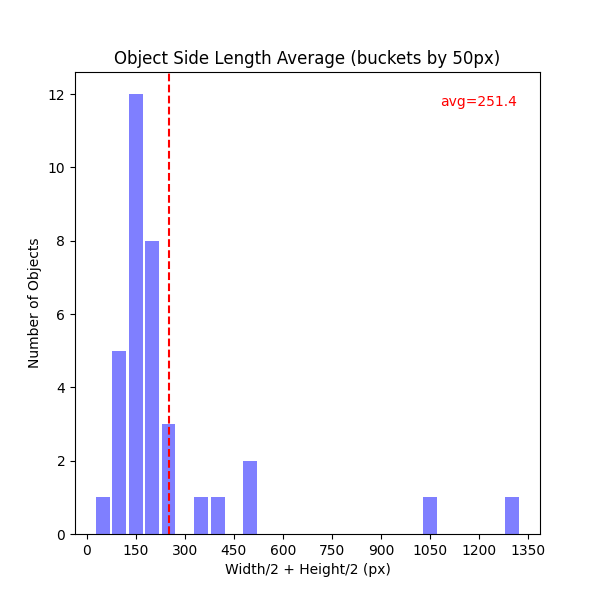 Object Side Length Average (buckets by 50px)
avg=251.4
12
10
8
6
4
2
0
Number of Objects
0 150 300 450 600 750 900 1050 1200 1350
Width/2 + Height/2 (px)